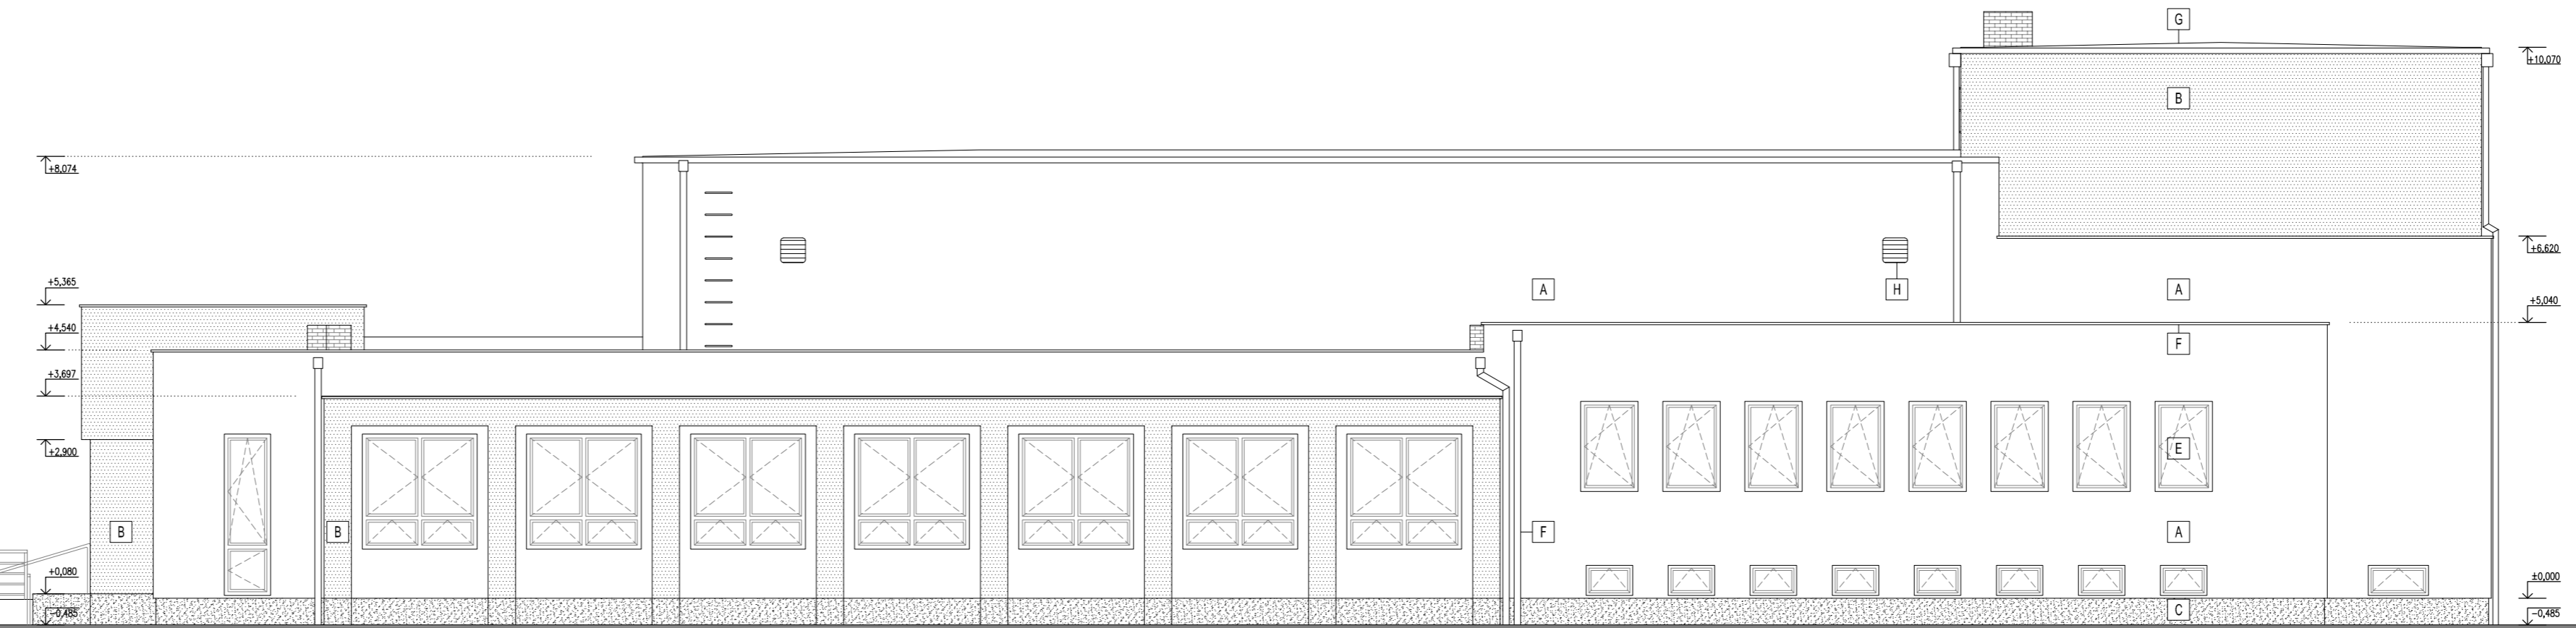 G
+10,070
B
+8,074
+6,620
+5,365
A
H
A
+5,040
+4,540
F
+3,697
+2,900
E
B
B
F
A
+0,080
±0,000
-0,485
C
-0,485